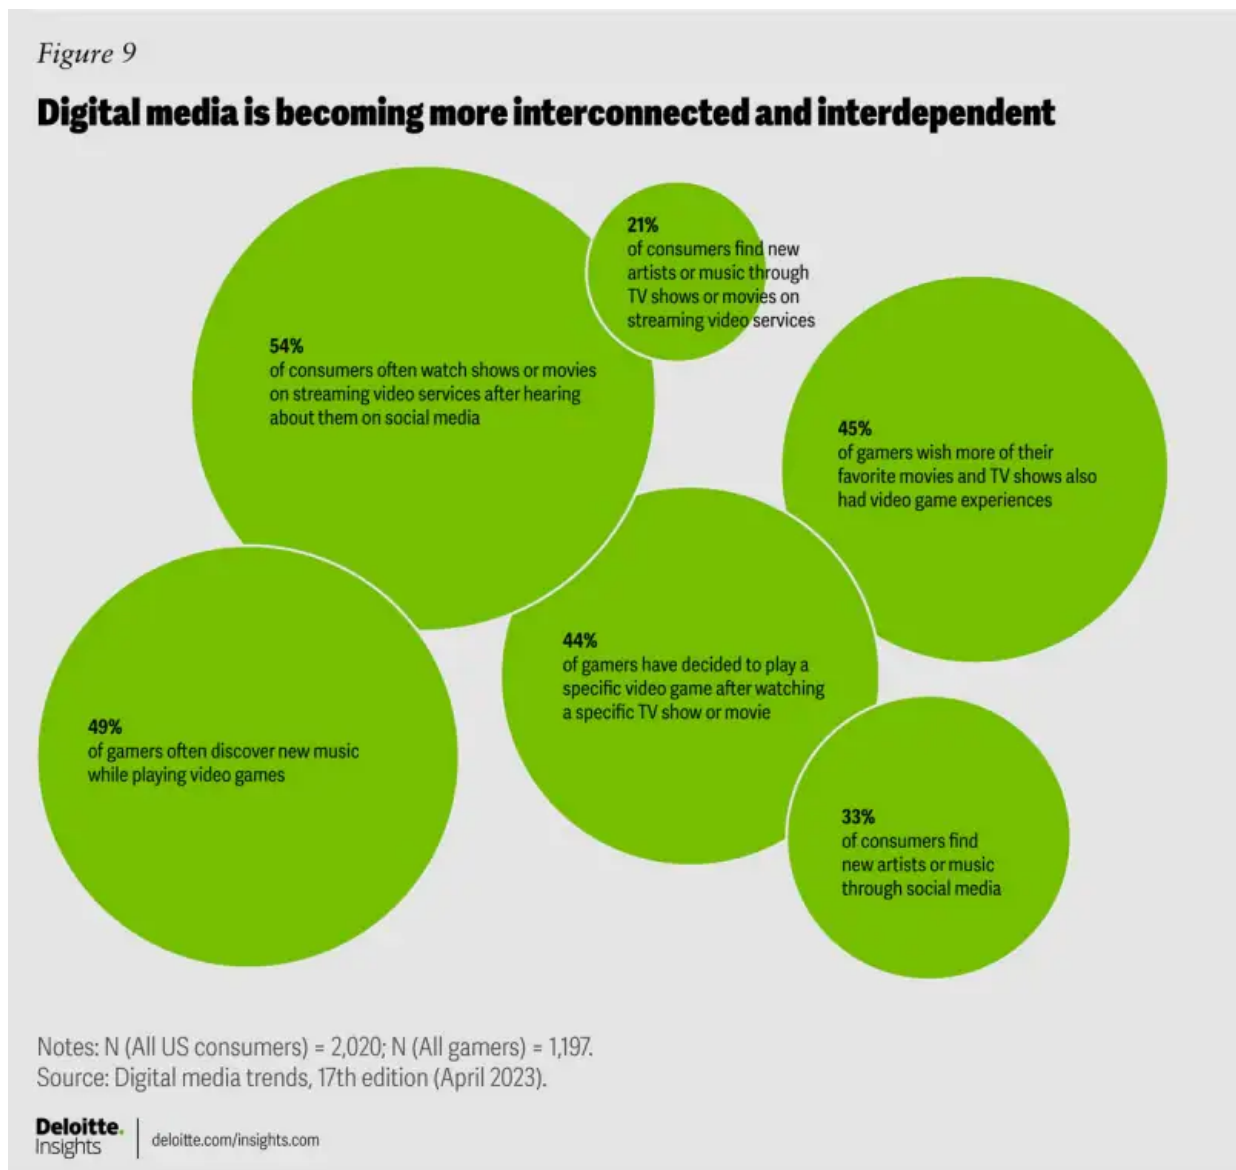 Figure 9
Digital media is becoming more interconnected and interdependent
21%
of consumers find new
artists or music through
TV shows or movies on
streaming video services
54%
of consumers often watch shows or movies
on streaming video services after hearing
about them on social media
45%
of gamers wish more of their
favorite movies and TV shows also
had video game experiences
44%
of gamers have decided to play a
specific video game after watching
a specific TV show or movie
49%
of gamers often discover new music
while playing video games
33%
of consumers find
new artists or music
through social media
Notes: N (All US consumers) = 2,020; N (All gamers) = 1,197.
Source: Digital media trends, 17th edition (April 2023).
Deloitte.
Insights
deloitte.com/insights.com